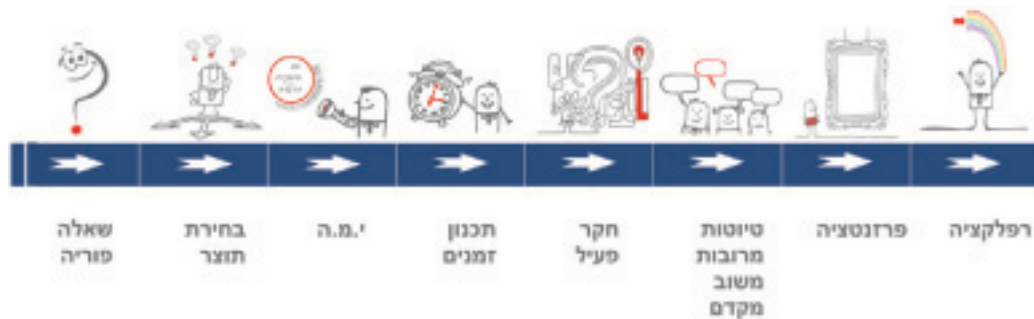 שאלה
פוריה
בחירת
תוצר
י.מ.ה
תכנון
זמנים
חקר
פעיל
טיוטות
מרובות
משוב
מקדם
פרזנטציה
רפלקציה